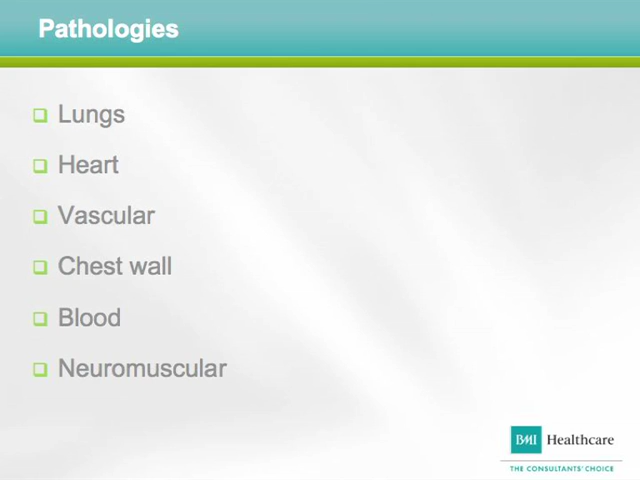 Pathologies
Lungs
Heart
Vascular
Chest wall
Blood
Neuromuscular
BMI Healthcare
THE CONSULTANTS' CHOICE